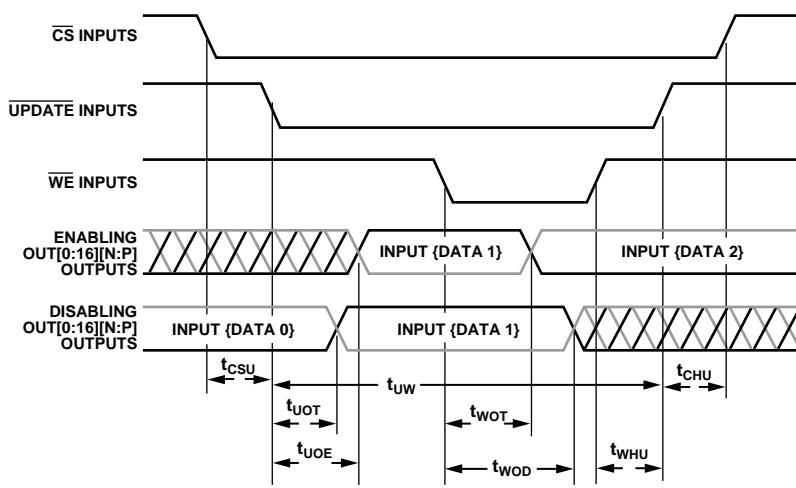 CS INPUTS
UPDATE INPUTS
WE INPUTS
ENABLING
OUT[0:16][N:P]
OUTPUTS
INPUT {DATA 1}
INPUT {DATA 2}
DISABLING
OUT[0:16][N:P]
OUTPUTS
INPUT {DATA 0}
INPUT {DATA 1}
tCSU
tUW
tCHU
tUOT
tWOT
tUOE
tWOD
tWHU